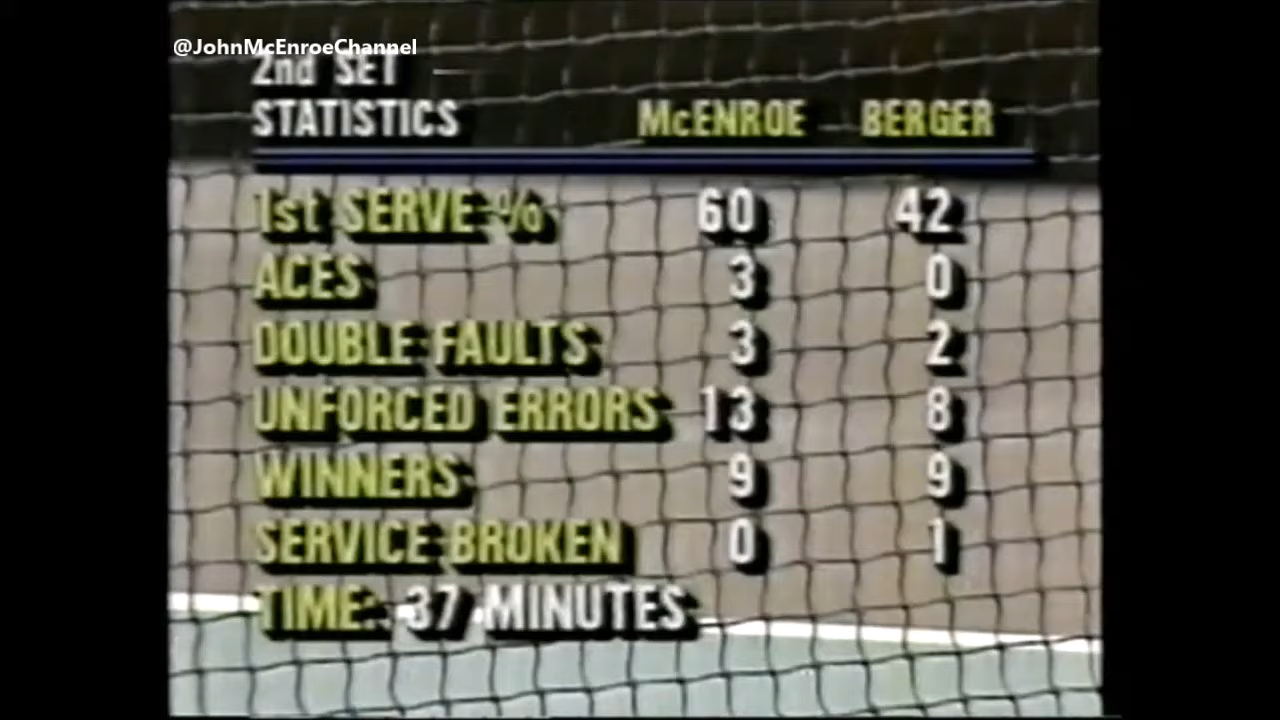 @JohnMcEnroeChannel
2nd SET
STATISTICS McENROE BERGER
1st SERVE % 60 42
ACES 3 0
DOUBLE FAULTS 3 2
UNFORCED ERRORS 13 8
WINNERS 9 9
SERVICE BROKEN 0 1
TIME: 37 MINUTES